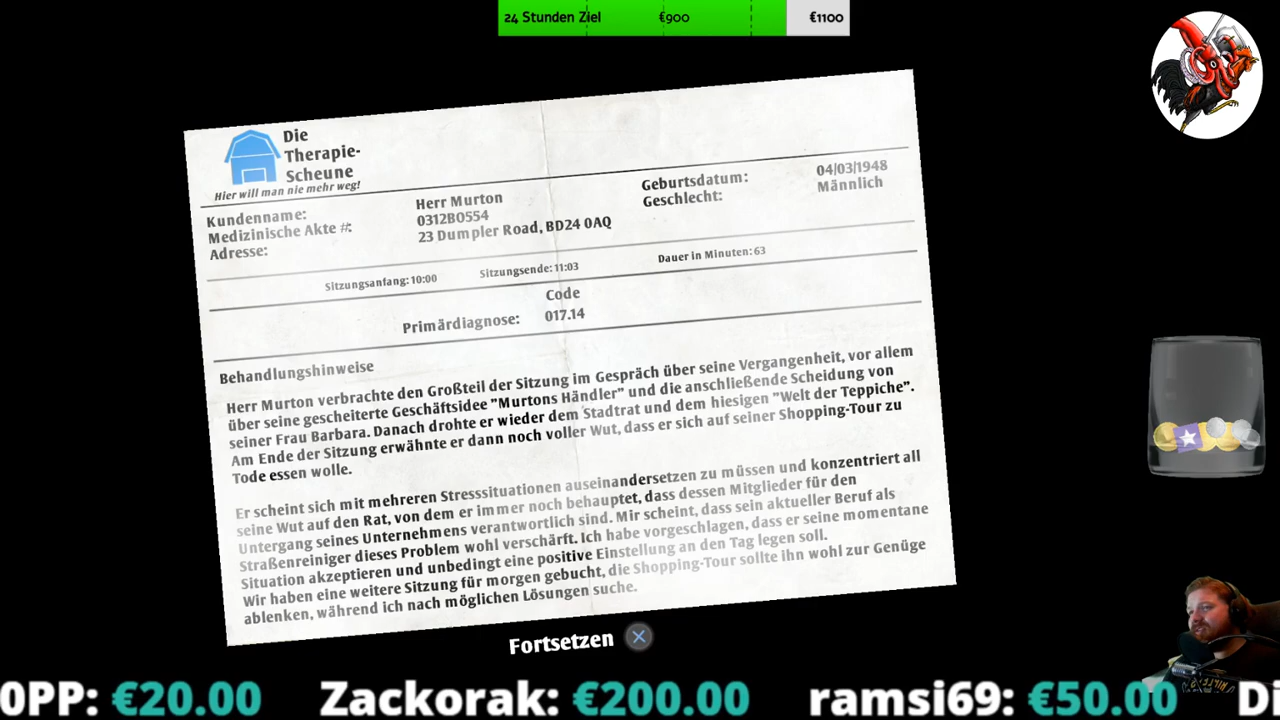 24 Stunden Ziel €900 €1100
Die
Therapie-
Scheune
Hier will man nie mehr weg!
Kundenname: Herr Murton Geburtsdatum: 04/03/1948
Medizinische Akte #: 0312B0554 Geschlecht: Männlich
Adresse: 23 Dumpler Road, BD24 0AQ
Sitzungsanfang: 10:00 Sitzungsende: 11:03 Dauer in Minuten: 63
Code
Primärdiagnose: 017.14
Behandlungshinweise
Herr Murton verbrachte den Großteil der Sitzung im Gespräch über seine Vergangenheit, vor allem
über seine gescheiterte Geschäftsidee "Murtons Händler" und die anschließende Scheidung von
seiner Frau Barbara. Danach drohte er wieder dem Stadtrat und dem hiesigen "Welt der Teppiche".
Am Ende der Sitzung erwähnte er dann noch voller Wut, dass er sich auf seiner Shopping-Tour zu
Tode essen wolle.
Er scheint sich mit mehreren Stresssituationen auseinandersetzen zu müssen und konzentriert all
seine Wut auf den Rat, von dem er immer noch behauptet, dass dessen Mitglieder für den
Untergang seines Unternehmens verantwortlich sind. Mir scheint, dass sein aktueller Beruf als
Straßenreiniger dieses Problem wohl verschärft. Ich habe vorgeschlagen, dass er seine momentane
Situation akzeptieren und unbedingt eine positive Einstellung an den Tag legen soll.
Wir haben eine weitere Sitzung für morgen gebucht, die Shopping-Tour sollte ihn wohl zur Genüge
ablenken, während ich nach möglichen Lösungen suche.
Fortsetzen
0PP: €20.00 Zackorak: €200.00 ramsi69: €50.00 Di